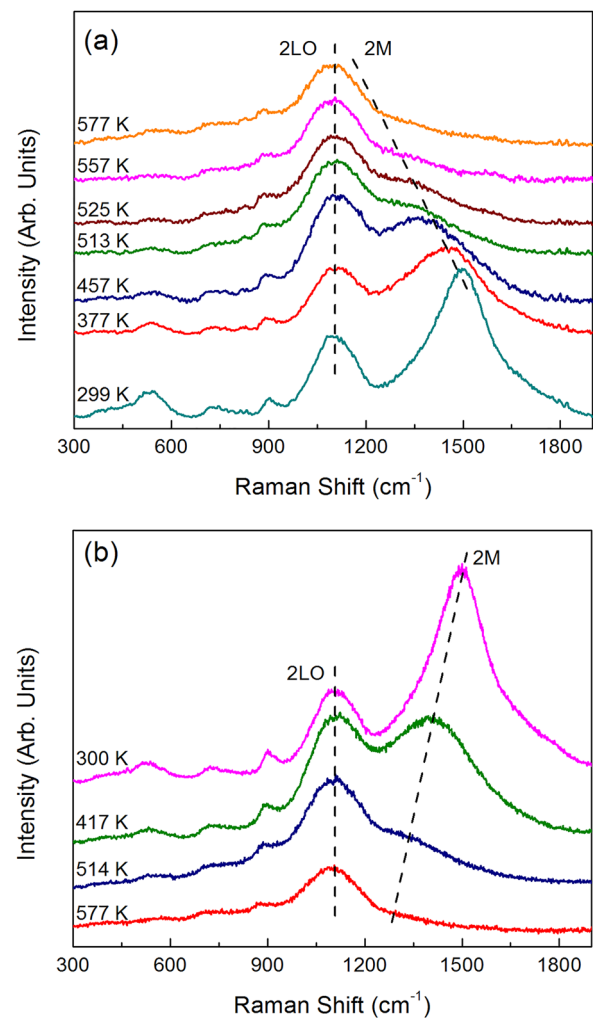 (a)
2LO
2M
577 K
557 K
525 K
513 K
457 K
377 K
299 K
Intensity (Arb. Units)
300 600 900 1200 1500 1800
Raman Shift (cm⁻¹)
(b)
2M
2LO
300 K
417 K
514 K
577 K
Intensity (Arb. Units)
300 600 900 1200 1500 1800
Raman Shift (cm⁻¹)